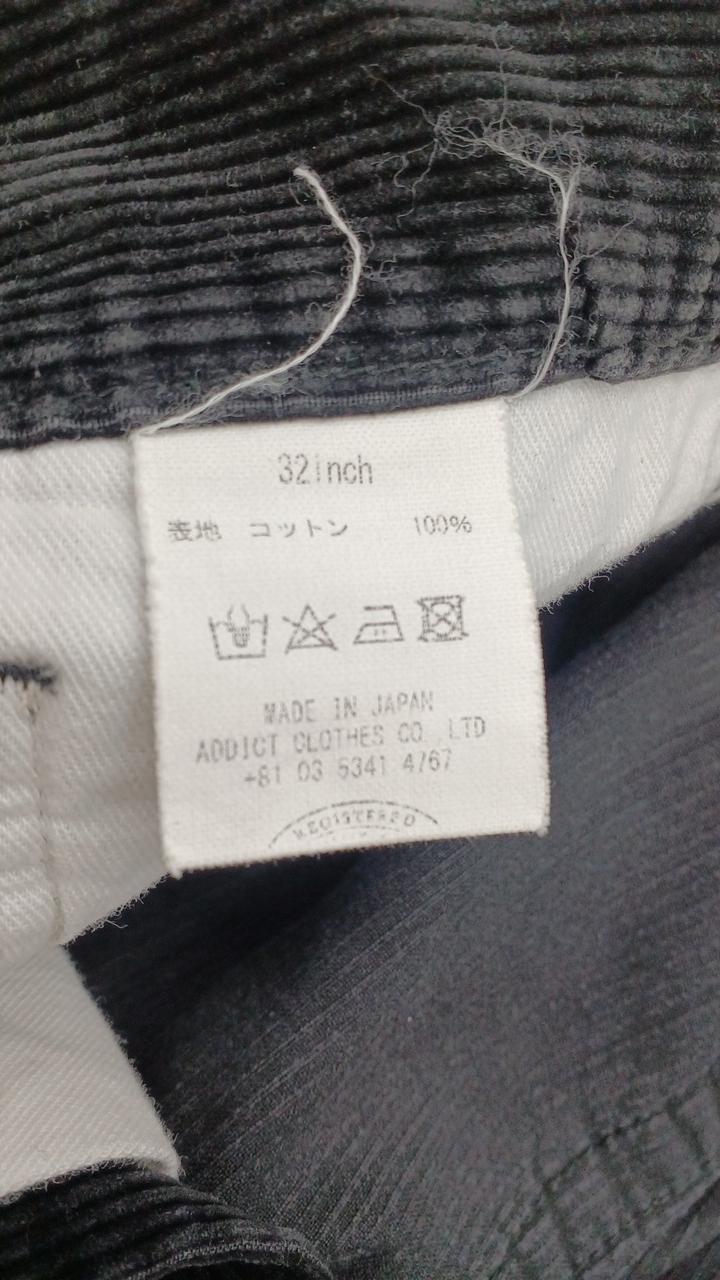 32inch
表地 コットン 100%
MADE IN JAPAN
ADDICT CLOTHES CO LTD
+81 03 5341 4767
REGISTERED